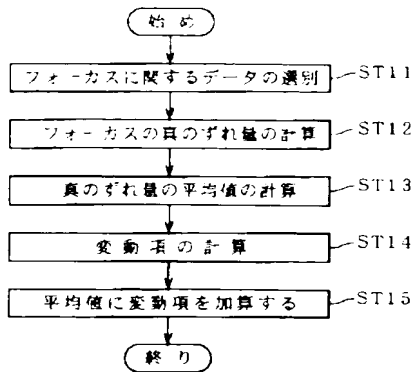 始め
フォーカスに関するデータの選別 ST11
フォーカスの真のずれ量の計算 ST12
真のずれ量の平均値の計算 ST13
変動項の計算 ST14
平均値に変動項を加算する ST15
終り